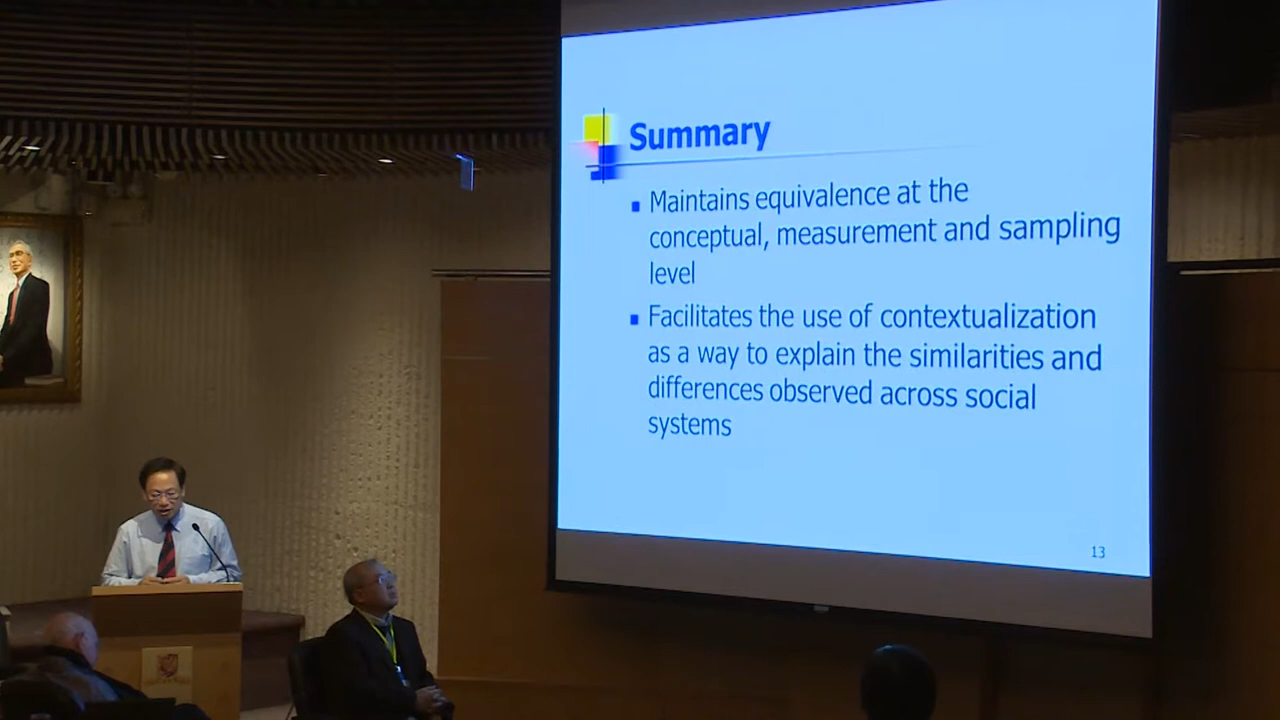 Summary
Maintains equivalence at the
conceptual, measurement and sampling
level
Facilitates the use of contextualization
as a way to explain the similarities and
differences observed across social
systems
13